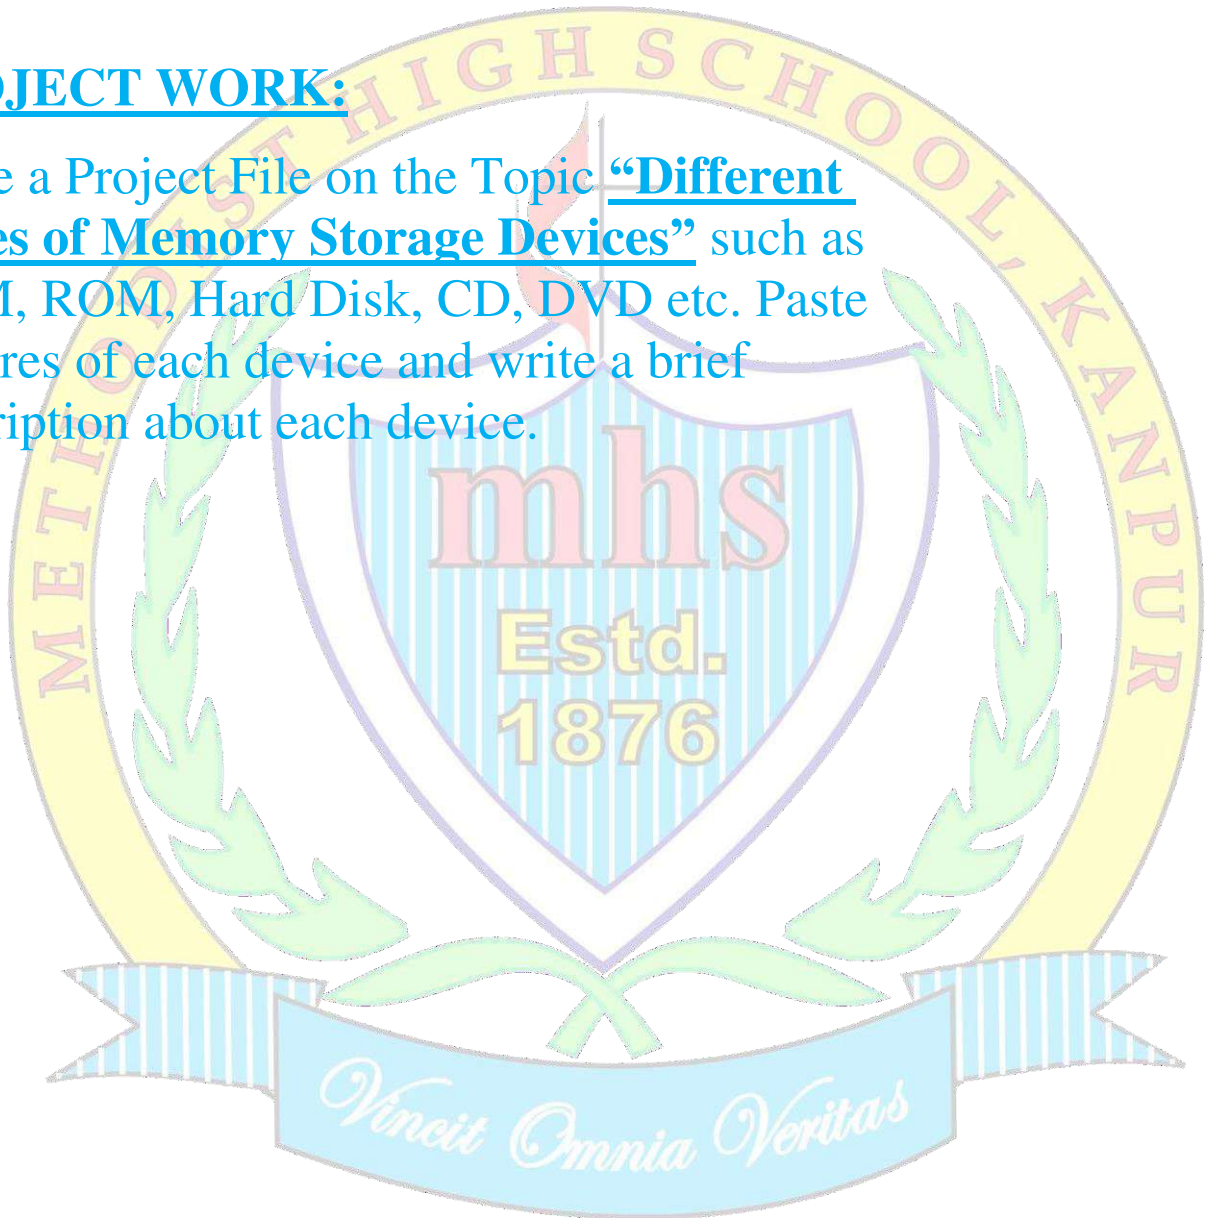 OJECT WORK:
e a Project File on the Topic “Different
es of Memory Storage Devices” such as
M, ROM, Hard Disk, CD, DVD etc. Paste
res of each device and write a brief
ription about each device.
METHODIST HIGH SCHOOL, KANPUR
mhs
Estd.
1876
Vincit Omnia Veritas